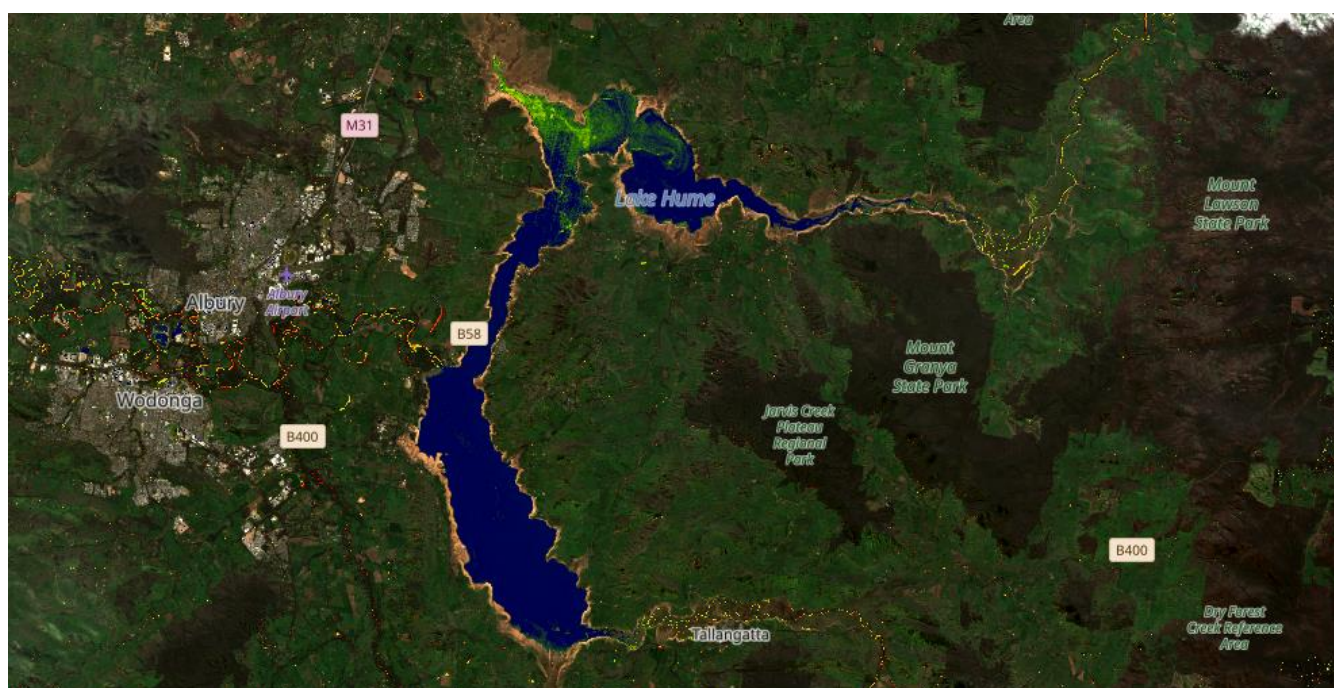 Area
M31
Lake Hume
Mount
Lawson
State Park
Albury
Albury
Airport
B58
Mount
Granya
State Park
Wodonga
Jarvis Creek
Plateau
Regional
Park
B400
B400
Dry Forest
Creek Reference
Area
Tallangatta